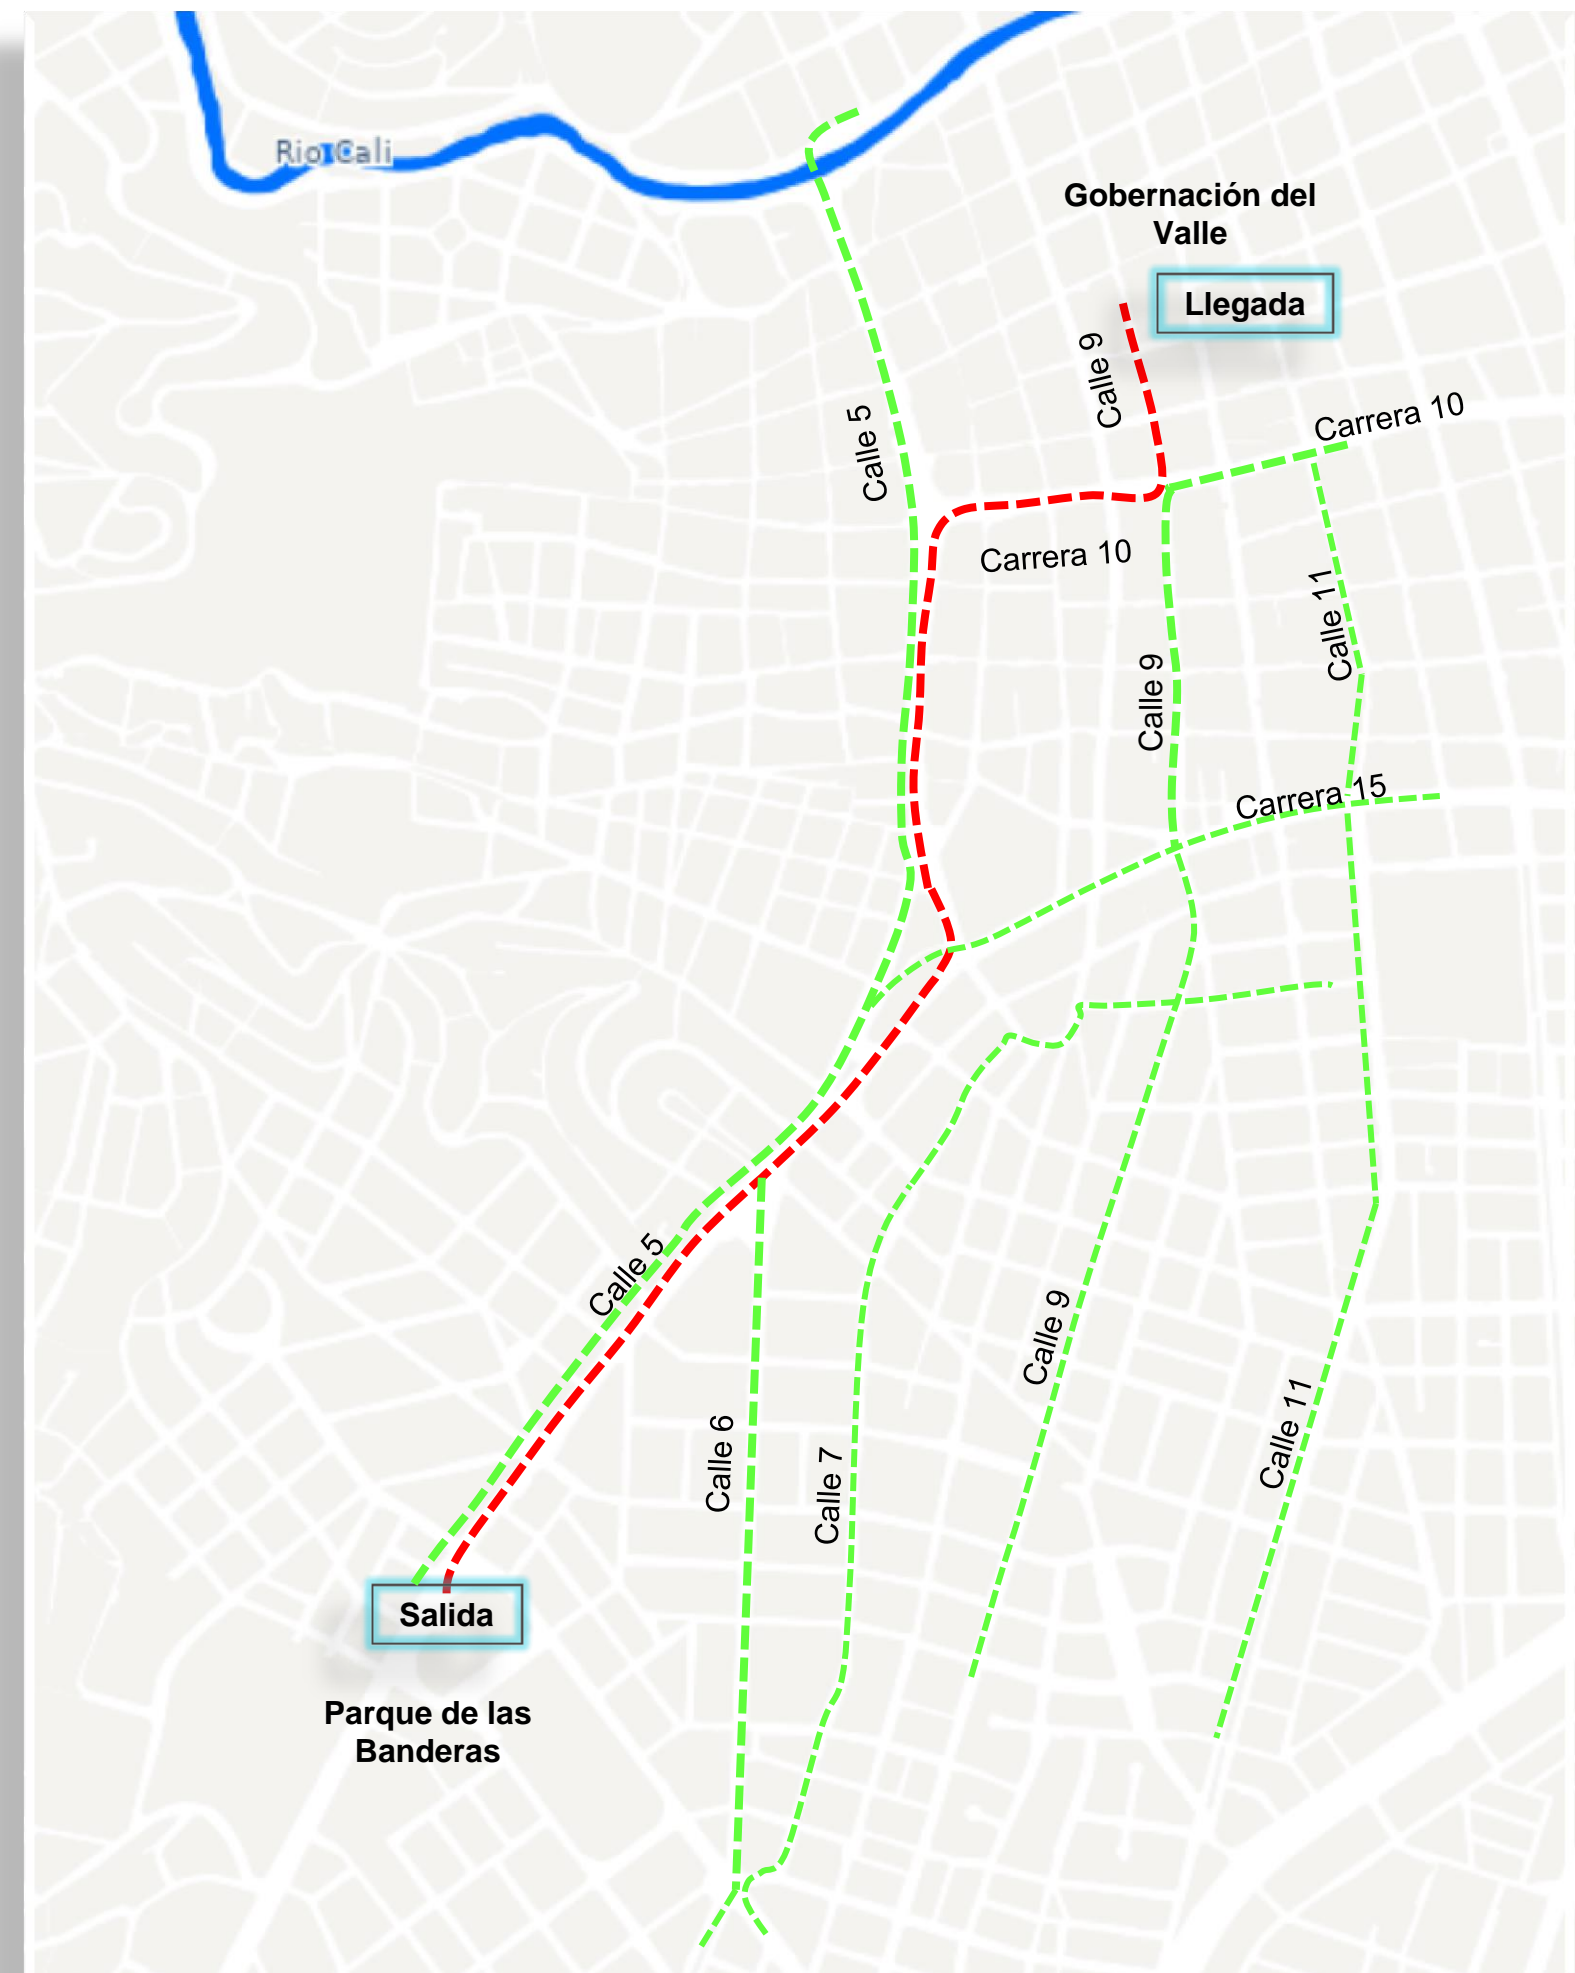 Rio Cali
Gobernación del
Valle
Llegada
Calle 9
Carrera 10
Calle 5
Carrera 10
Calle 11
Calle 9
Carrera 15
Calle 5
Calle 9
Calle 11
Calle 6
Calle 7
Salida
Parque de las
Banderas